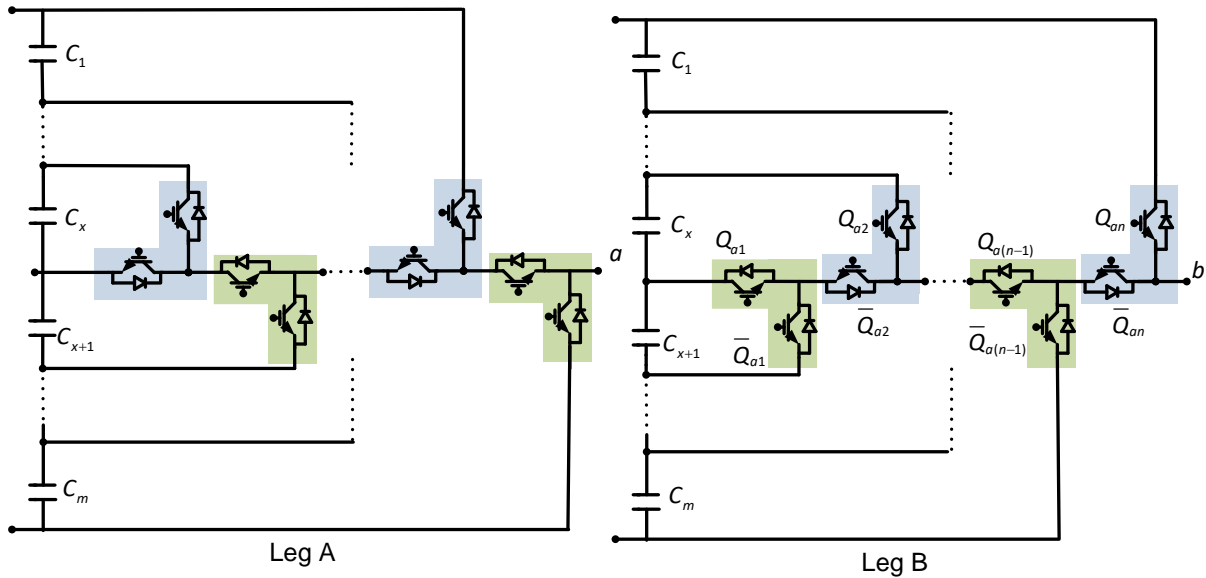 C1
Cx
Cx+1
Cm
a
Leg A
C1
Cx
Cx+1
Cm
Qa1
Q̅a1
Qa2
Q̅a2
Qa(n−1)
Q̅a(n−1)
Qan
Q̅an
b
Leg B